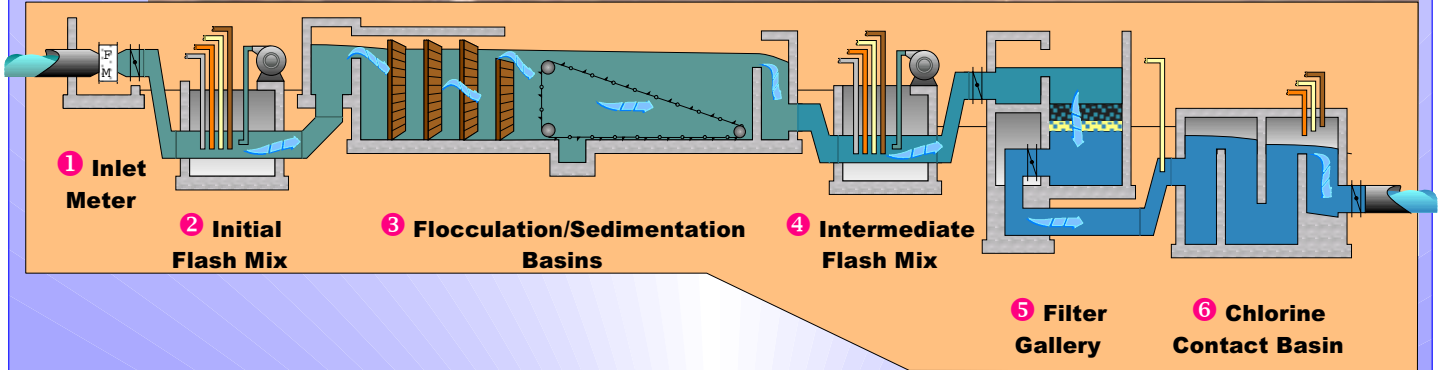 F
M
❶ Inlet
Meter
❷ Initial
Flash Mix
❸ Flocculation/Sedimentation
Basins
❹ Intermediate
Flash Mix
❺ Filter
Gallery
❻ Chlorine
Contact Basin